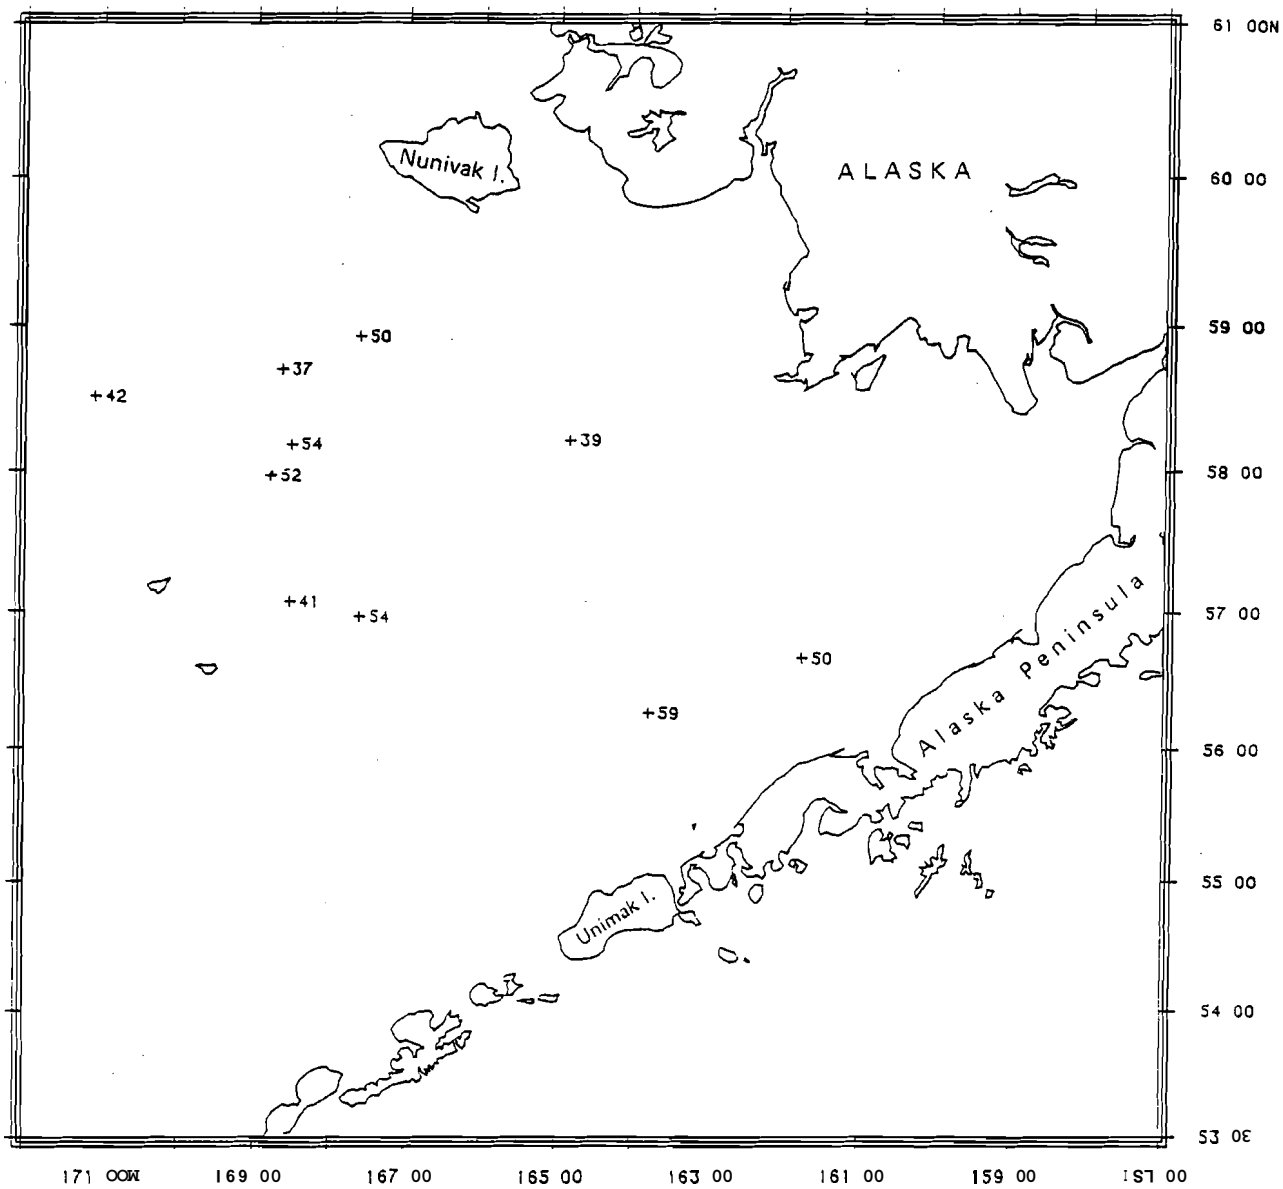 61 00N
Nunivak I.
ALASKA
60 00
+50
59 00
+37
+42
+54
+39
+52
58 00
+41
+54
57 00
+50
Alaska Peninsula
+59
56 00
55 00
Unimak I.
54 00
53 0E
171 00W 169 00 167 00 165 00 163 00 161 00 159 00 157 00